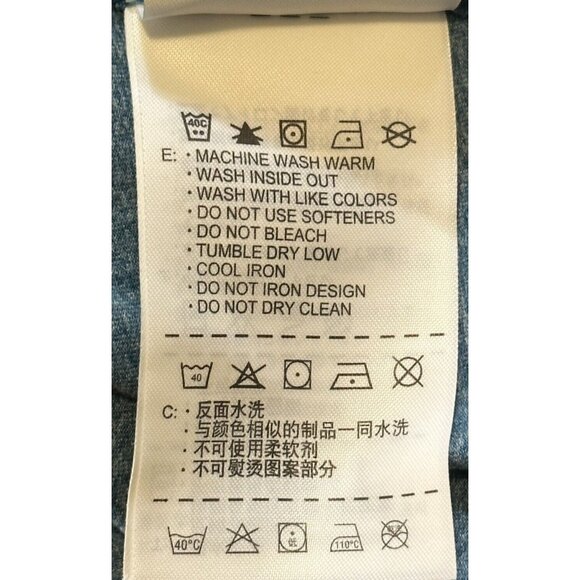 40C
E: · MACHINE WASH WARM
· WASH INSIDE OUT
· WASH WITH LIKE COLORS
· DO NOT USE SOFTENERS
· DO NOT BLEACH
· TUMBLE DRY LOW
· COOL IRON
· DO NOT IRON DESIGN
· DO NOT DRY CLEAN
40
C: · 反面水洗
· 与颜色相似的制品一同水洗
· 不可使用柔软剂
· 不可熨烫图案部分
40°C 低 110°C